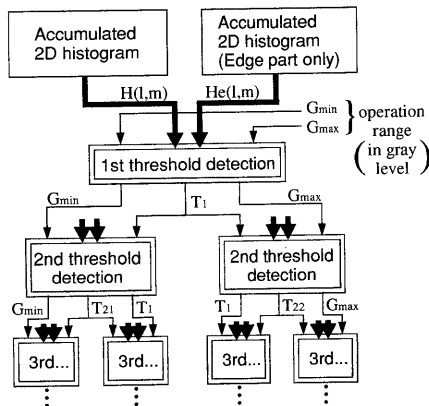 Accumulated
2D histogram
Accumulated
2D histogram
(Edge part only)
H(l,m)
He(l,m)
Gmin
Gmax
operation
range
(in gray
level)
1st threshold detection
Gmin
T1
Gmax
2nd threshold
detection
2nd threshold
detection
Gmin
T21
T1
T1
T22
Gmax
3rd...
3rd...
3rd...
3rd...